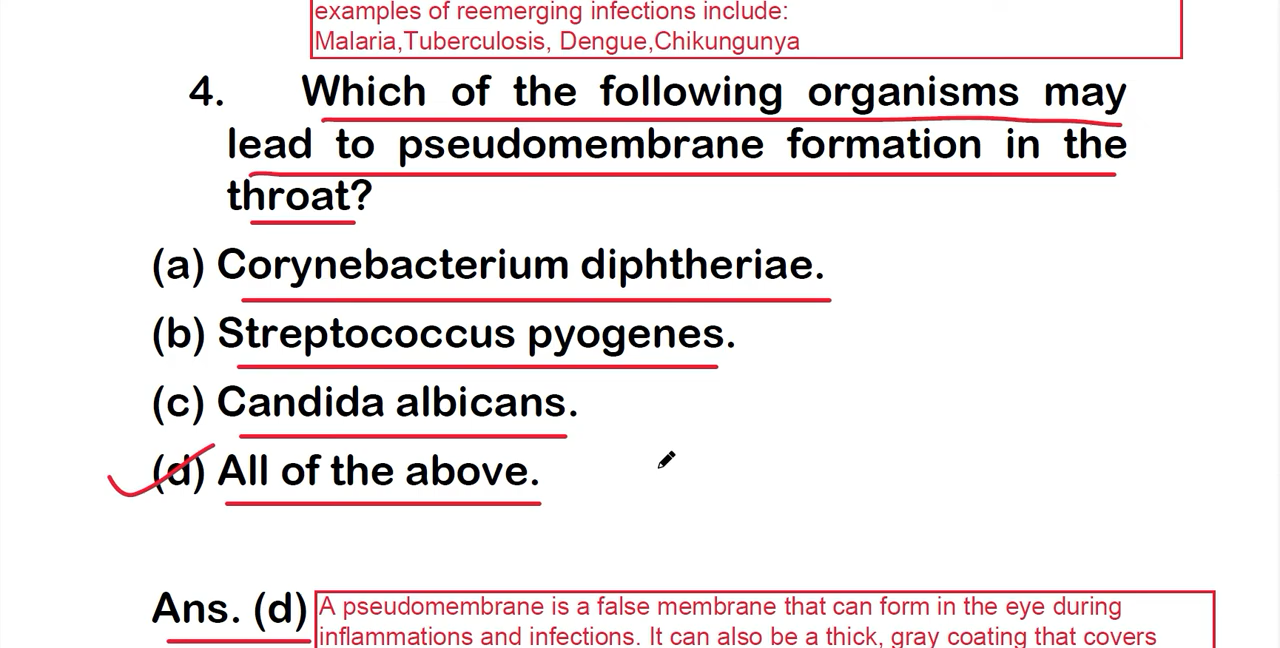 examples of reemerging infections include:
Malaria,Tuberculosis, Dengue,Chikungunya
4. Which of the following organisms may
lead to pseudomembrane formation in the
throat?
(a) Corynebacterium diphtheriae.
(b) Streptococcus pyogenes.
(c) Candida albicans.
(d) All of the above.
Ans. (d)
A pseudomembrane is a false membrane that can form in the eye during
inflammations and infections. It can also be a thick, gray coating that covers